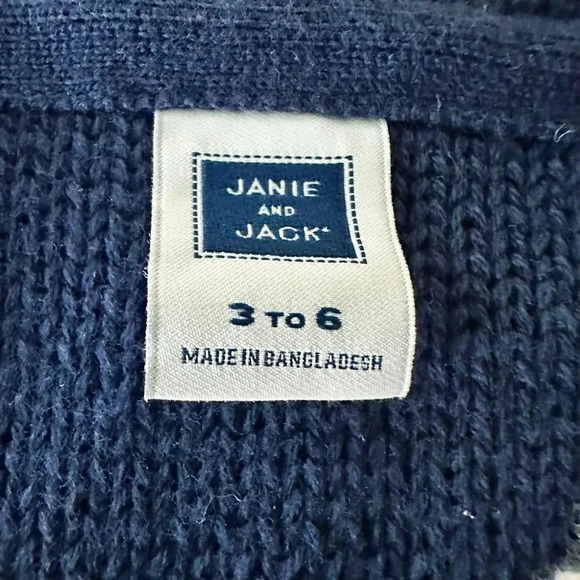 JANIE
AND
JACK
3 TO 6
MADE IN BANGLADESH